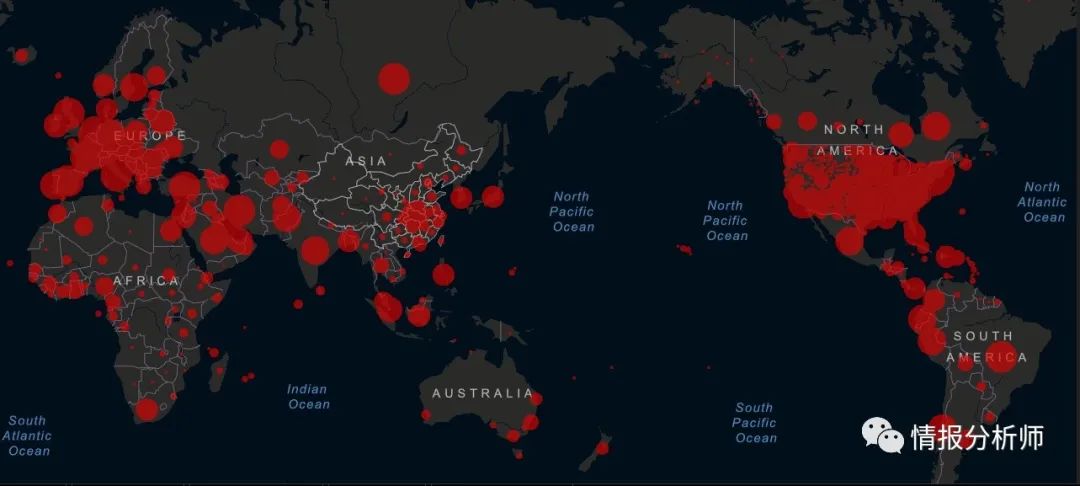 EUROPE
ASIA
NORTH
AMERICA
North
Pacific
Ocean
North
Pacific
Ocean
North
Atlantic
Ocean
AFRICA
SOUTH
AMERICA
AUSTRALIA
Indian
Ocean
South
Atlantic
Ocean
South
Pacific
Ocean
情报分析师